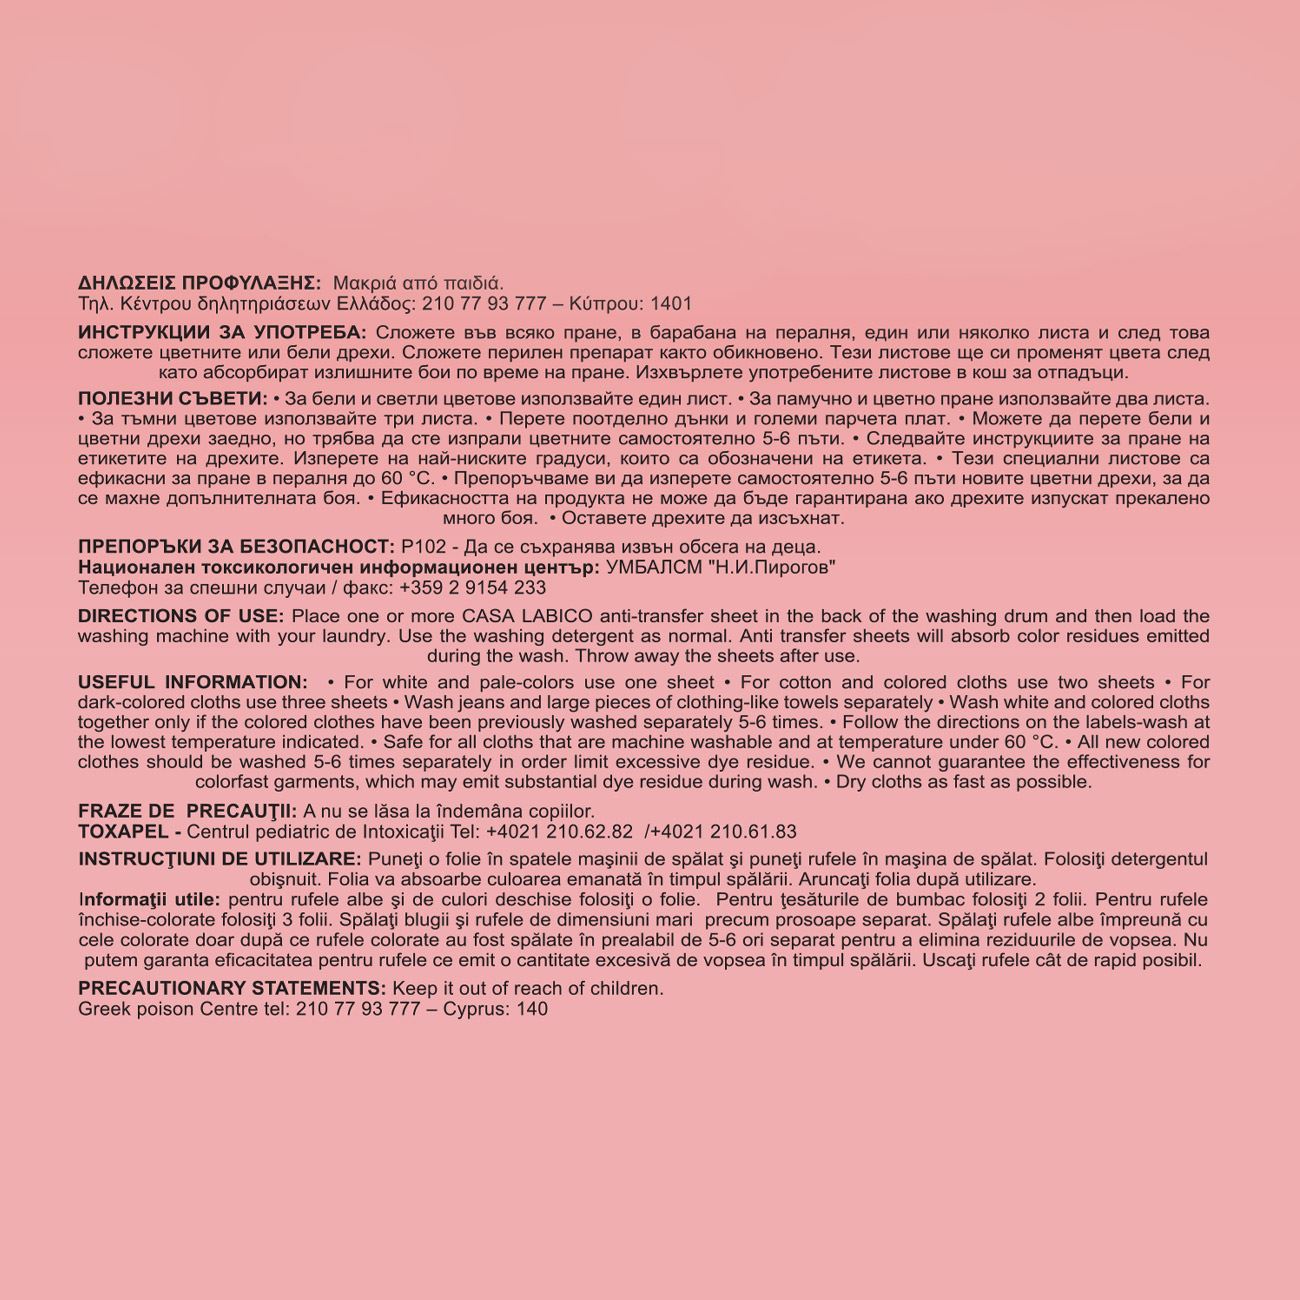 ΔΗΛΩΣΕΙΣ ΠΡΟΦΥΛΑΞΗΣ: Μακριά από παιδιά.
Τηλ. Κέντρου δηλητηριάσεων Ελλάδος: 210 77 93 777 – Κύπρου: 1401
ИНСТРУКЦИИ ЗА УПОТРЕБА: Сложете във всяко пране, в барабана на пералня, един или няколко листа и след това
сложете цветните или бели дрехи. Сложете перилен препарат както обикновено. Тези листове ще си променят цвета след
като абсорбират излишните бои по време на пране. Изхвърлете употребените листове в кош за отпадъци.
ПОЛЕЗНИ СЪВЕТИ: • За бели и светли цветове използвайте един лист. • За памучно и цветно пране използвайте два листа.
• За тъмни цветове използвайте три листа. • Перете поотделно дънки и големи парчета плат. • Можете да перете бели и
цветни дрехи заедно, но трябва да сте изпрали цветните самостоятелно 5-6 пъти. • Следвайте инструкциите за пране на
етикетите на дрехите. Изперете на най-ниските градуси, които са обозначени на етикета. • Тези специални листове са
ефикасни за пране в пералня до 60 °C. • Препоръчваме ви да изперете самостоятелно 5-6 пъти новите цветни дрехи, за да
се махне допълнителната боя. • Ефикасността на продукта не може да бъде гарантирана ако дрехите изпускат прекалено
много боя. • Оставете дрехите да изсъхнат.
ПРЕПОРЪКИ ЗА БЕЗОПАСНОСТ: P102 - Да се съхранява извън обсега на деца.
Национален токсикологичен информационен център: УМБАЛСМ "Н.И.Пирогов"
Телефон за спешни случаи / факс: +359 2 9154 233
DIRECTIONS OF USE: Place one or more CASA LABICO anti-transfer sheet in the back of the washing drum and then load the
washing machine with your laundry. Use the washing detergent as normal. Anti transfer sheets will absorb color residues emitted
during the wash. Throw away the sheets after use.
USEFUL INFORMATION: • For white and pale-colors use one sheet • For cotton and colored cloths use two sheets • For
dark-colored cloths use three sheets • Wash jeans and large pieces of clothing-like towels separately • Wash white and colored cloths
together only if the colored clothes have been previously washed separately 5-6 times. • Follow the directions on the labels-wash at
the lowest temperature indicated. • Safe for all cloths that are machine washable and at temperature under 60 °C. • All new colored
clothes should be washed 5-6 times separately in order limit excessive dye residue. • We cannot guarantee the effectiveness for
colorfast garments, which may emit substantial dye residue during wash. • Dry cloths as fast as possible.
FRAZE DE PRECAUŢII: A nu se lăsa la îndemâna copiilor.
TOXAPEL - Centrul pediatric de Intoxicaţii Tel: +4021 210.62.82 /+4021 210.61.83
INSTRUCŢIUNI DE UTILIZARE: Puneţi o folie în spatele maşinii de spălat şi puneţi rufele în maşina de spălat. Folosiţi detergentul
obişnuit. Folia va absoarbe culoarea emanată în timpul spălării. Aruncaţi folia după utilizare.
Informaţii utile: pentru rufele albe şi de culori deschise folosiţi o folie. Pentru ţesăturile de bumbac folosiţi 2 folii. Pentru rufele
închise-colorate folosiţi 3 folii. Spălaţi blugii şi rufele de dimensiuni mari precum prosoape separat. Spălaţi rufele albe împreună cu
cele colorate doar după ce rufele colorate au fost spălate în prealabil de 5-6 ori separat pentru a elimina reziduurile de vopsea. Nu
putem garanta eficacitatea pentru rufele ce emit o cantitate excesivă de vopsea în timpul spălării. Uscaţi rufele cât de rapid posibil.
PRECAUTIONARY STATEMENTS: Keep it out of reach of children.
Greek poison Centre tel: 210 77 93 777 – Cyprus: 140